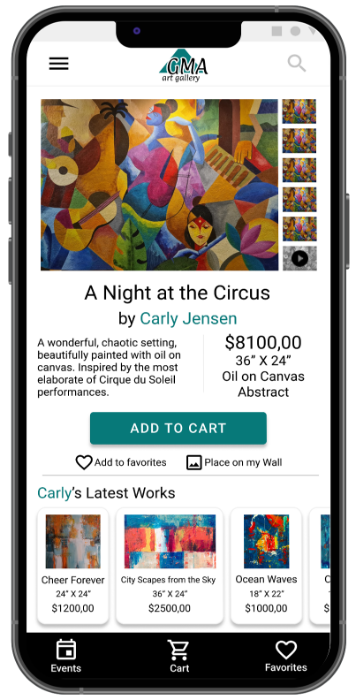 GMA
art gallery
A Night at the Circus
by Carly Jensen
A wonderful, chaotic setting,
beautifully painted with oil on
canvas. Inspired by the most
elaborate of Cirque du Soleil
performances.
$8100,00
36” X 24”
Oil on Canvas
Abstract
ADD TO CART
Add to favorites
Place on my Wall
Carly’s Latest Works
Cheer Forever
24” X 24”
$1200,00
City Scapes from the Sky
36” X 24”
$2500,00
Ocean Waves
18” X 22”
$1000,00
Events
Cart
Favorites